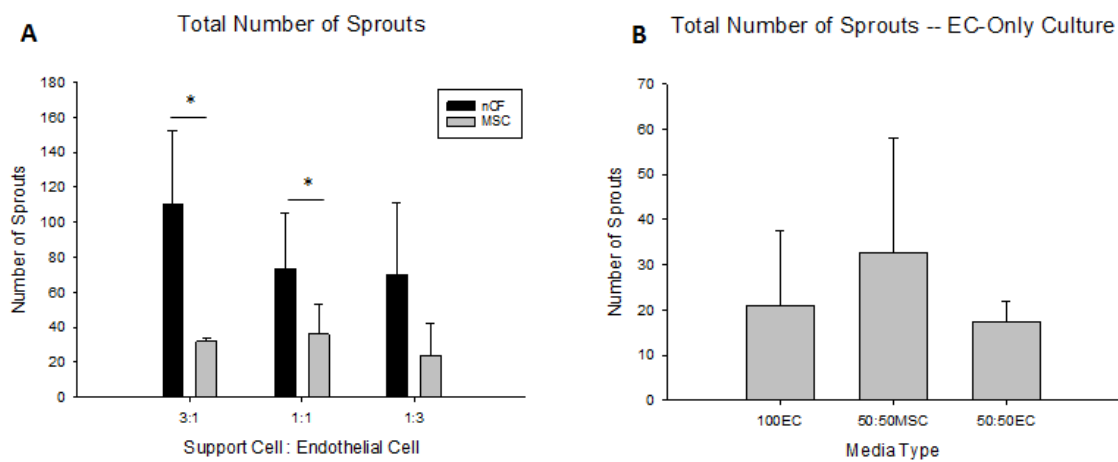 A
Total Number of Sprouts
180
160
140
120
100
80
60
40
20
0
Number of Sprouts
*
*
nCF
MSC
3:1
1:1
1:3
Support Cell : Endothelial Cell
B
Total Number of Sprouts -- EC-Only Culture
70
60
50
40
30
20
10
0
Number of Sprouts
100EC
50:50MSC
50:50EC
Media Type